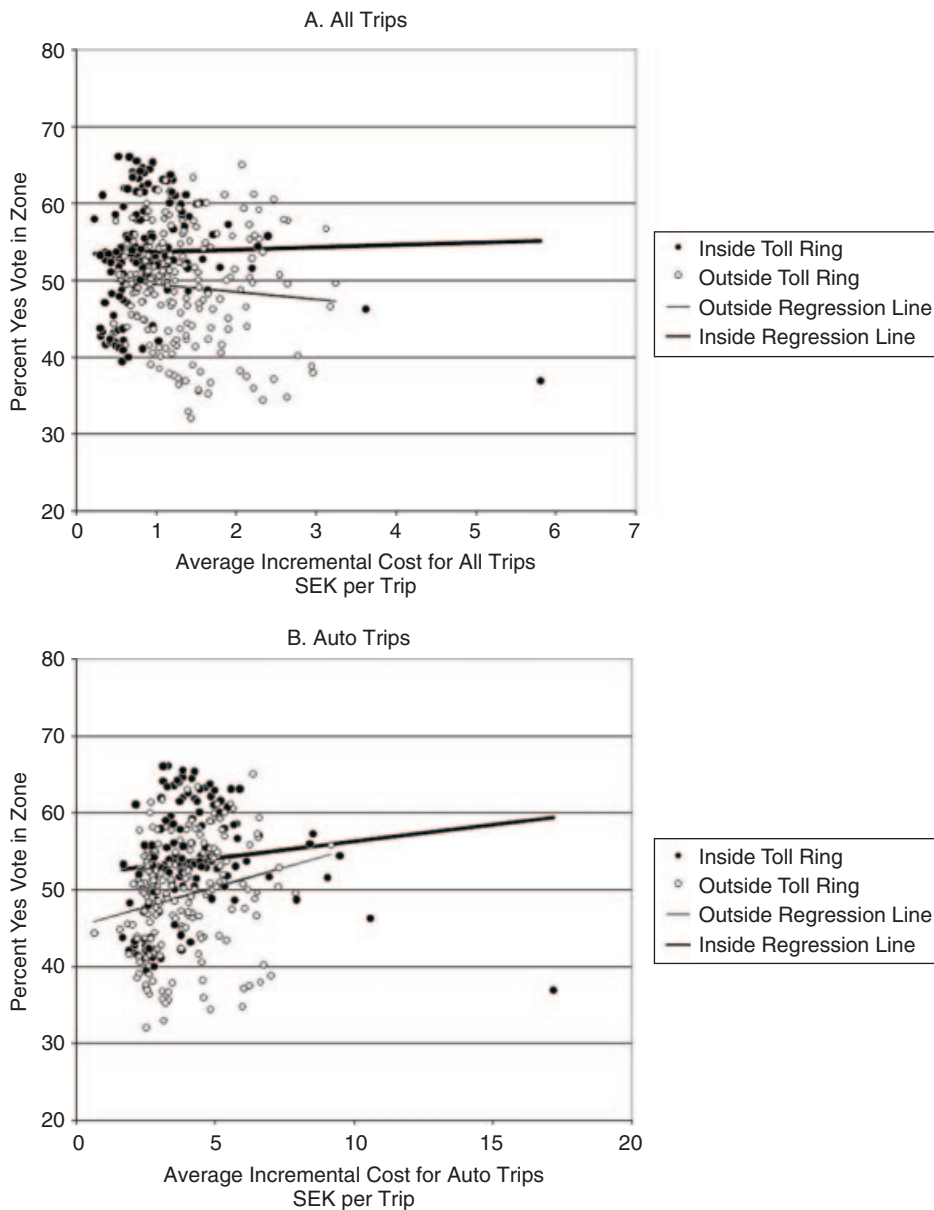 A. All Trips
80
70
60
50
40
30
20
0 1 2 3 4 5 6 7
Percent Yes Vote in Zone
Average Incremental Cost for All Trips
SEK per Trip
Inside Toll Ring
Outside Toll Ring
Outside Regression Line
Inside Regression Line
B. Auto Trips
80
70
60
50
40
30
20
0 5 10 15 20
Percent Yes Vote in Zone
Average Incremental Cost for Auto Trips
SEK per Trip
Inside Toll Ring
Outside Toll Ring
Outside Regression Line
Inside Regression Line